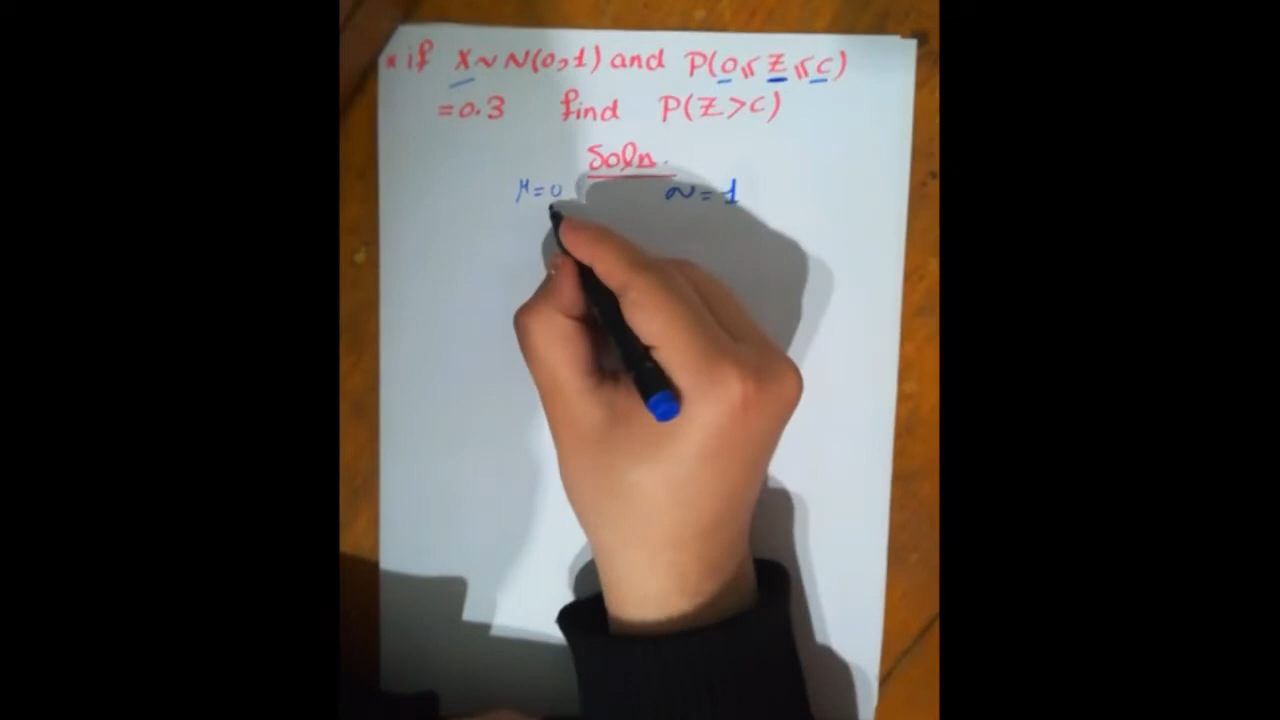 * if X ~ N(0,1) and P(0 ≤ Z ≤ C)
= 0.3 find P(Z > C)
Soln.
μ = 0 ~ = 1